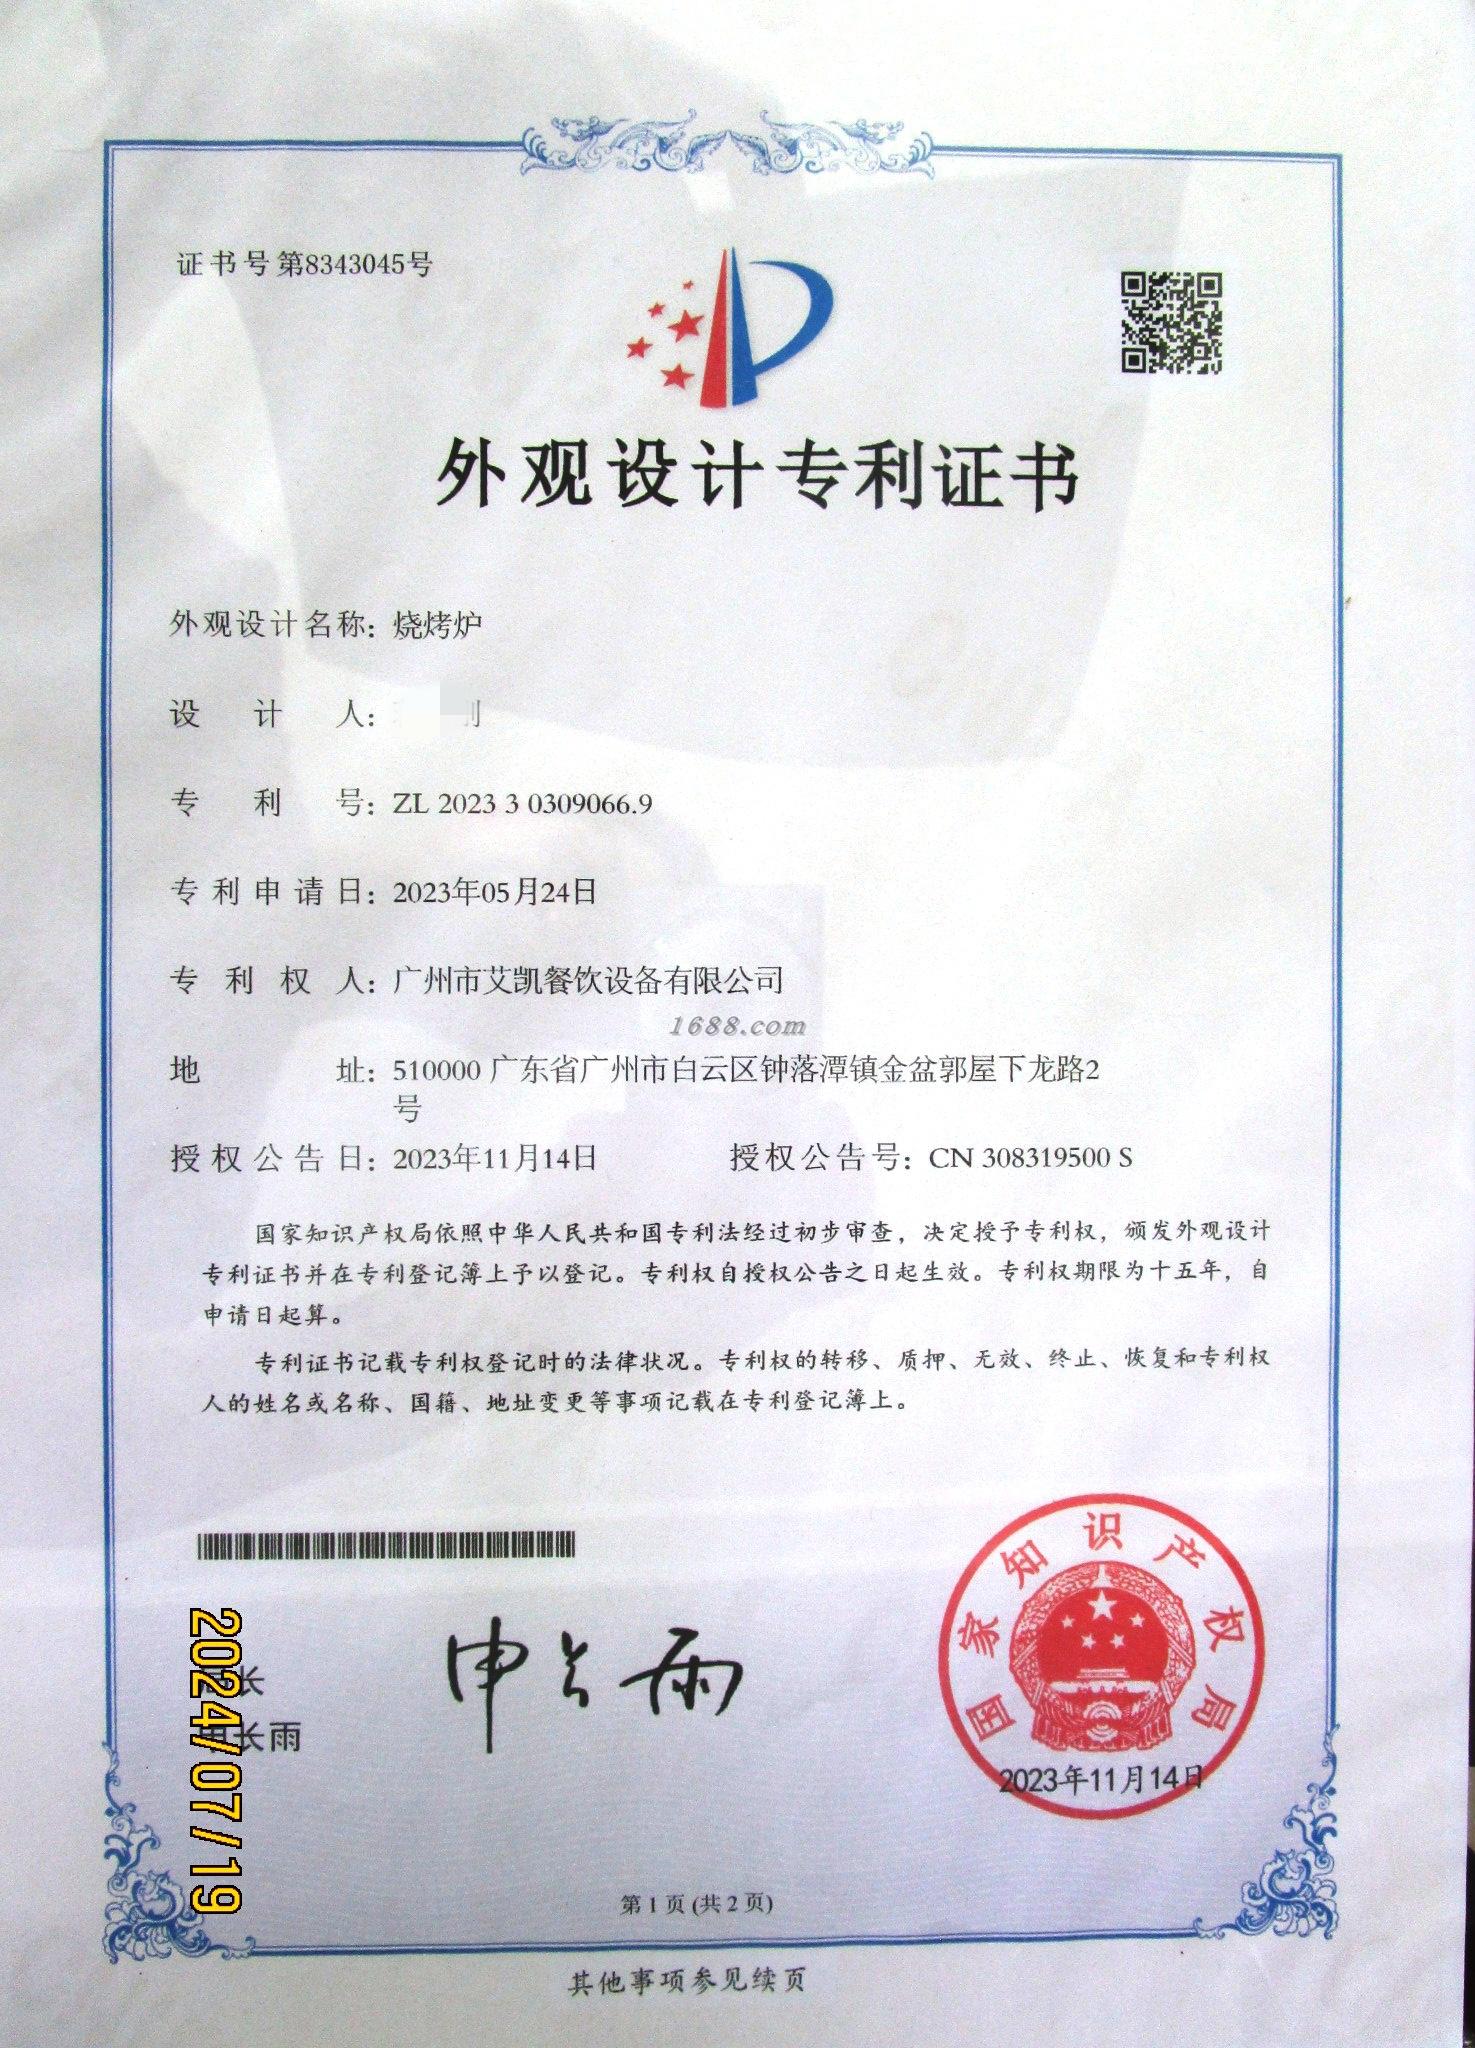 证书号第8343045号
外观设计专利证书
外观设计名称：烧烤炉
设计人：
专利号：ZL 2023 3 0309066.9
专利申请日：2023年05月24日
专利权人：广州市艾凯餐饮设备有限公司
1688.com
地址：510000 广东省广州市白云区钟落潭镇金盆郭屋下龙路2
号
授权公告日：2023年11月14日 授权公告号：CN 308319500 S
国家知识产权局依照中华人民共和国专利法经过初步审查，决定授予专利权，颁发外观设计
专利证书并在专利登记簿上予以登记。专利权自授权公告之日起生效。专利权期限为十五年，自
申请日起算。
专利证书记载专利权登记时的法律状况。专利权的转移、质押、无效、终止、恢复和专利权
人的姓名或名称、国籍、地址变更等事项记载在专利登记簿上。
局长
申长雨
申长雨
国家知识产权局
2023年11月14日
2024/07/19
第 1 页 (共 2 页)
其他事项参见续页